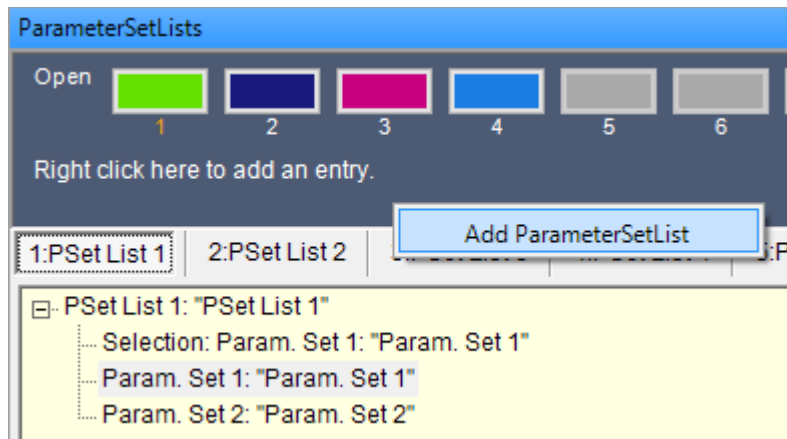 ParameterSetLists
Open
1 2 3 4 5 6
Right click here to add an entry.
Add ParameterSetList
1:PSet List 1 2:PSet List 2
PSet List 1: "PSet List 1"
Selection: Param. Set 1: "Param. Set 1"
Param. Set 1: "Param. Set 1"
Param. Set 2: "Param. Set 2"